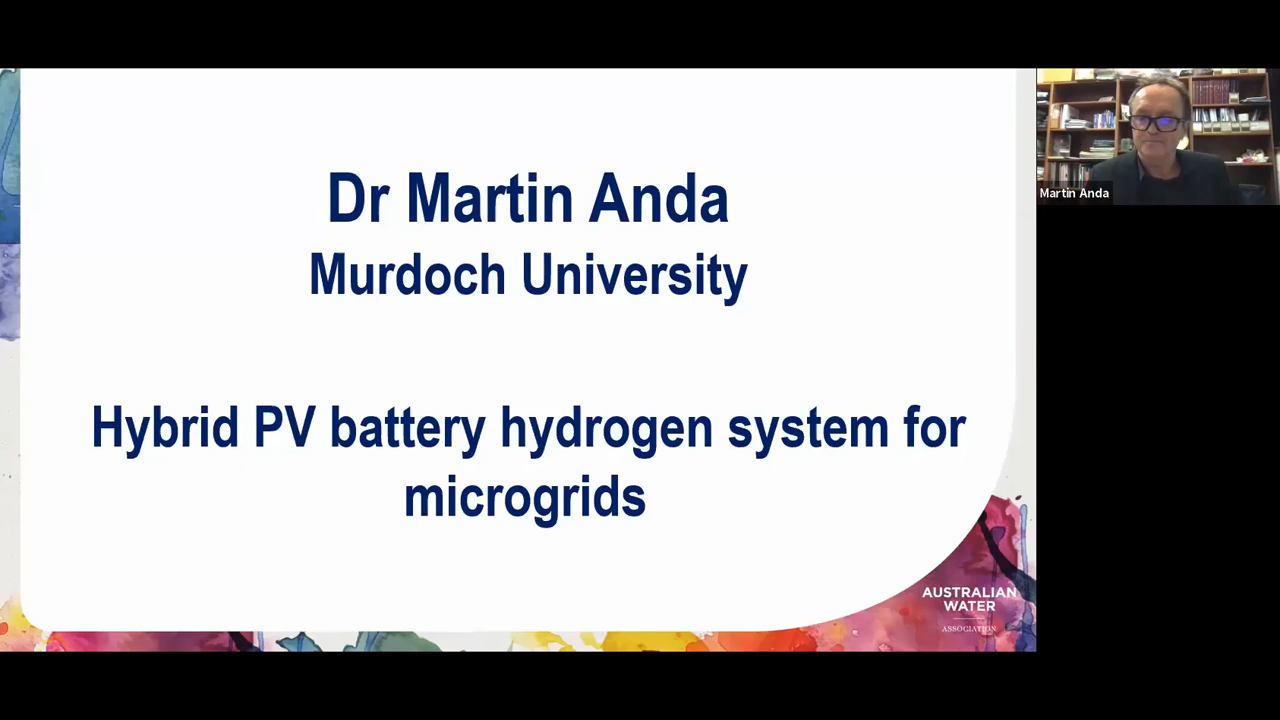 Dr Martin Anda
Murdoch University
Hybrid PV battery hydrogen system for
microgrids
AUSTRALIAN
WATER
ASSOCIATION
Martin Anda